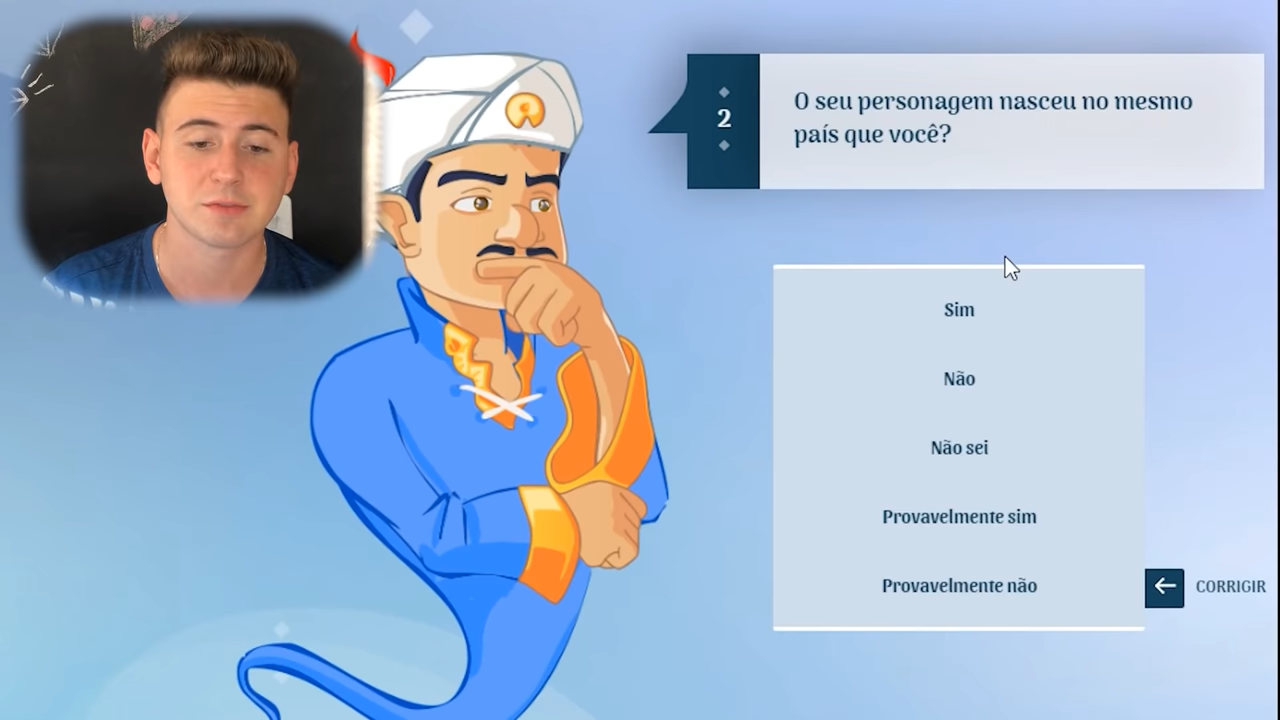 2
O seu personagem nasceu no mesmo
país que você?
Sim
Não
Não sei
Provavelmente sim
Provavelmente não
CORRIGIR